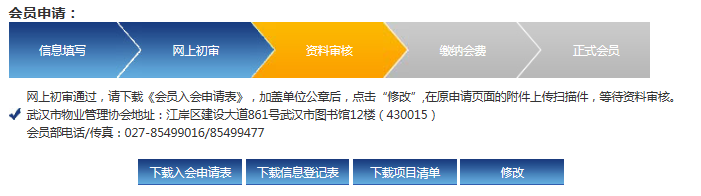 会员申请：
信息填写 网上初审 资料审核 缴纳会费 正式会员
网上初审通过，请下载《会员入会申请表》，加盖单位公章后，点击“修改”,在原申请页面的附件上传扫描件，等待资料审核。
武汉市物业管理协会地址：江岸区建设大道861号武汉市图书馆12楼（430015）
会员部电话/传真：027-85499016/85499477
下载入会申请表 下载信息登记表 下载项目清单 修改